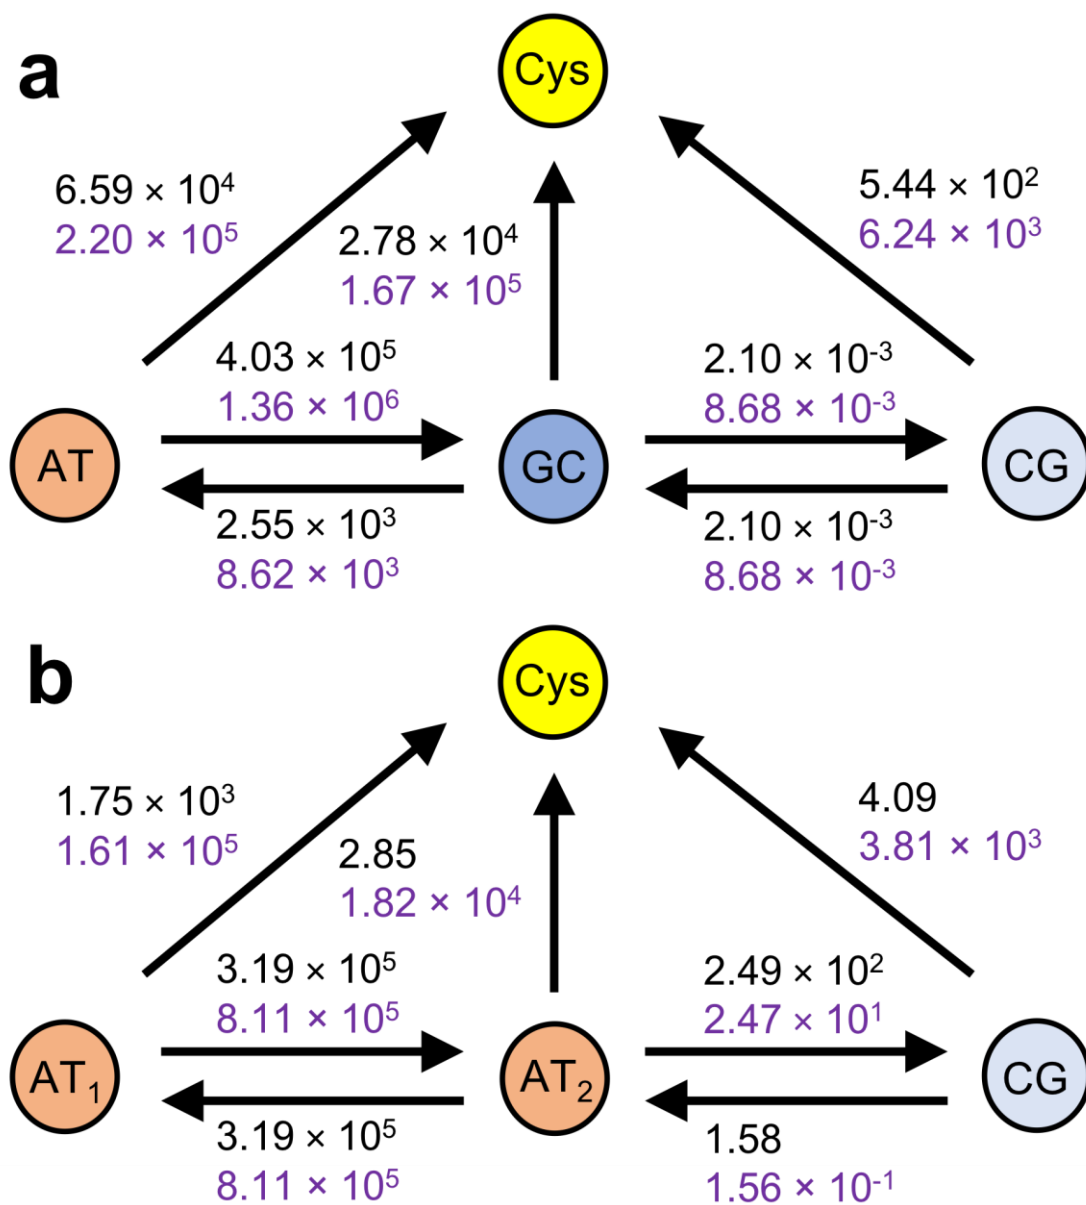 a
Cys
6.59 × 10⁴
2.20 × 10⁵
2.78 × 10⁴
1.67 × 10⁵
5.44 × 10²
6.24 × 10³
4.03 × 10⁵
1.36 × 10⁶
2.10 × 10⁻³
8.68 × 10⁻³
AT
GC
CG
2.55 × 10³
8.62 × 10³
2.10 × 10⁻³
8.68 × 10⁻³
b
Cys
1.75 × 10³
1.61 × 10⁵
2.85
1.82 × 10⁴
4.09
3.81 × 10³
3.19 × 10⁵
8.11 × 10⁵
2.49 × 10²
2.47 × 10¹
AT₁
AT₂
CG
3.19 × 10⁵
8.11 × 10⁵
1.58
1.56 × 10⁻¹